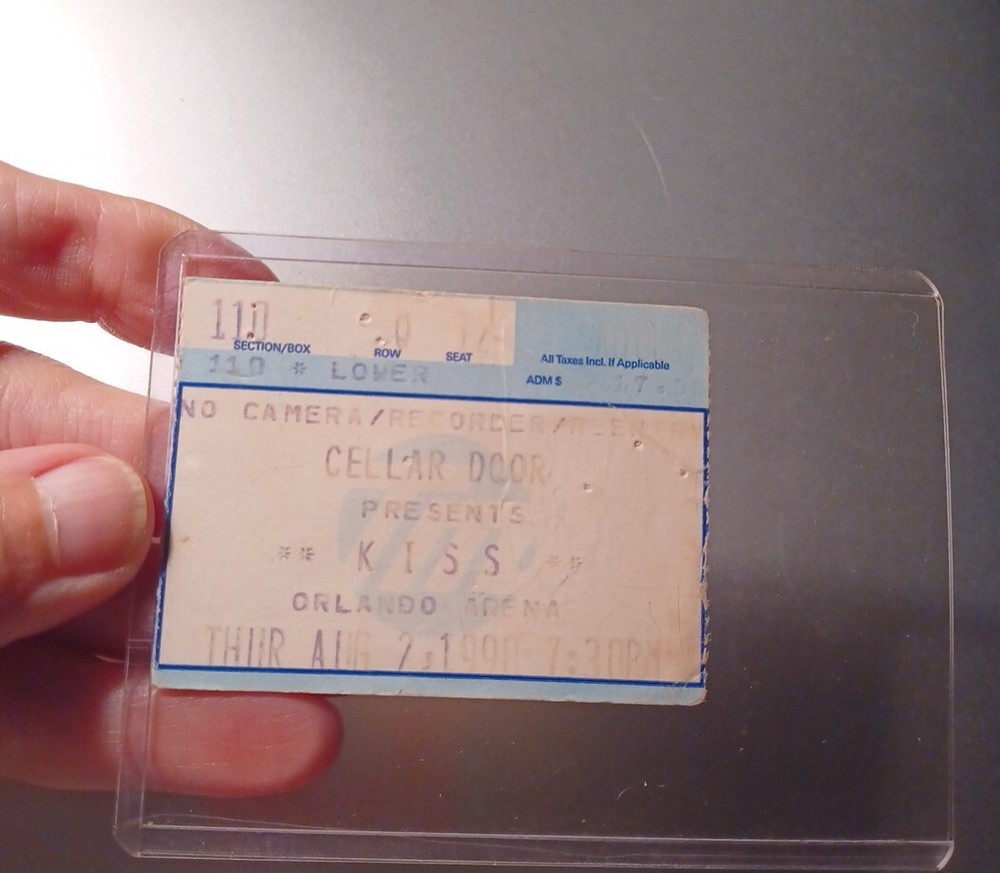 110 Q
SECTION/BOX ROW SEAT
All Taxes Incl. If Applicable
110 * LOWER
ADM $ 17.
NO CAMERA/RECORDER/
CELLAR DOOR
PRESENTS
** K I S S **
ORLANDO ARENA
THUR AUG 2,1990 7:30PM